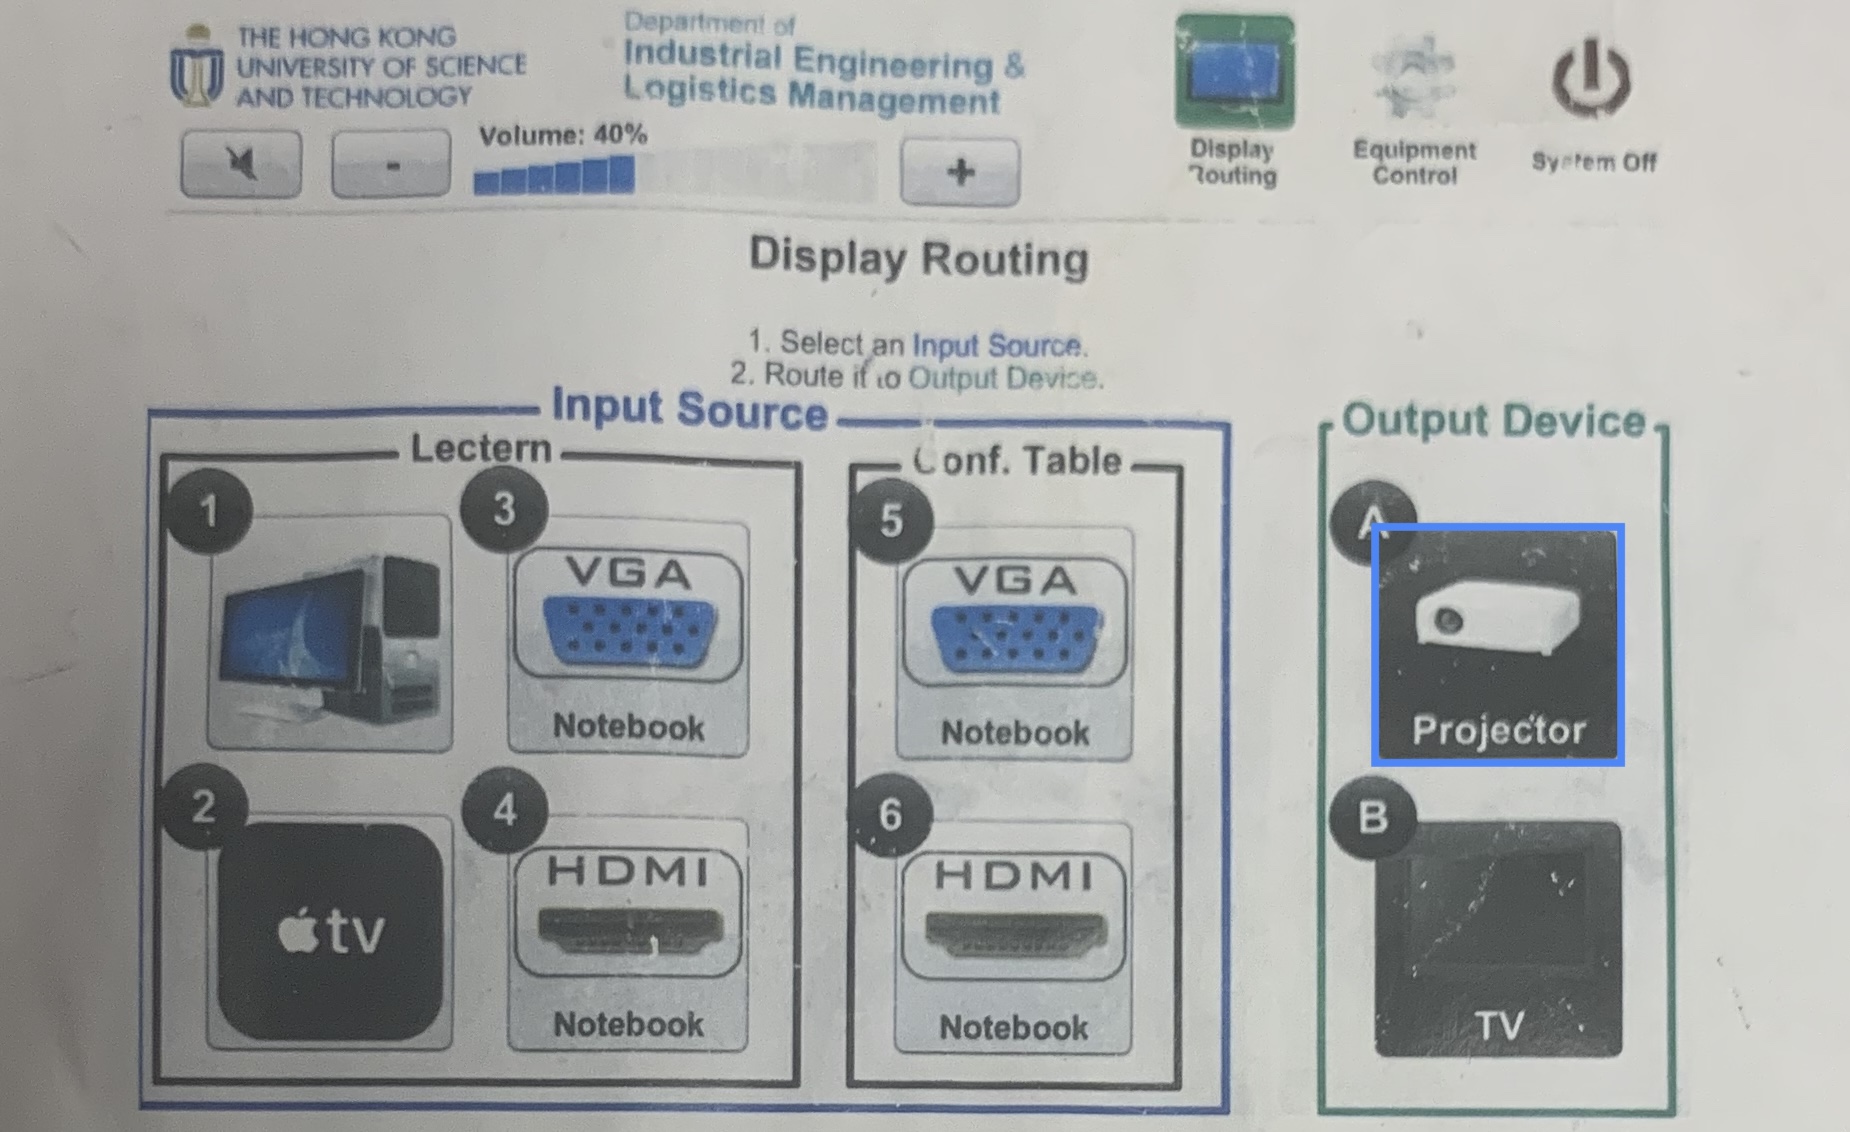 THE HONG KONG
UNIVERSITY OF SCIENCE
AND TECHNOLOGY
Department of
Industrial Engineering &
Logistics Management
Volume: 40%
-
+
Display
Routing
Equipment
Control
System Off
Display Routing
1. Select an Input Source.
2. Route it to Output Device.
Input Source
Lectern
1
3
VGA
Notebook
2
tv
4
HDMI
Notebook
Conf. Table
5
VGA
Notebook
6
HDMI
Notebook
Output Device
A
Projector
B
TV